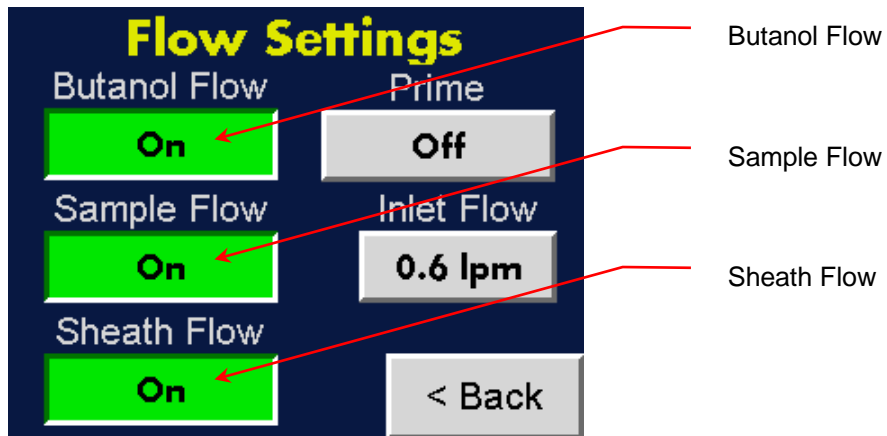 Flow Settings
Butanol Flow
Butanol Flow Prime
On Off
Sample Flow
Sample Flow Inlet Flow
On 0.6 lpm
Sheath Flow
Sheath Flow
On < Back